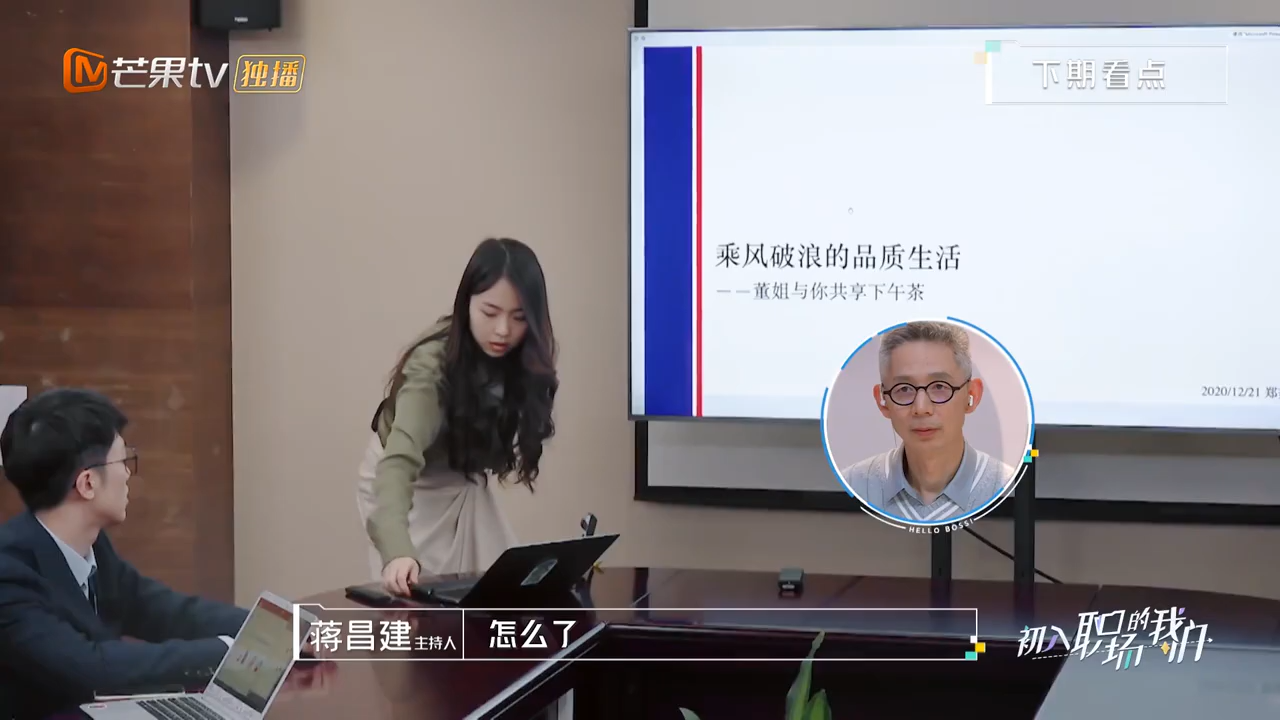 芒果tv 独播
下期看点
乘风破浪的品质生活
——董姐与你共享下午茶
2020/12/21 郑
HELLO BOSS!
蒋昌建 主持人 怎么了
初入职场的我们